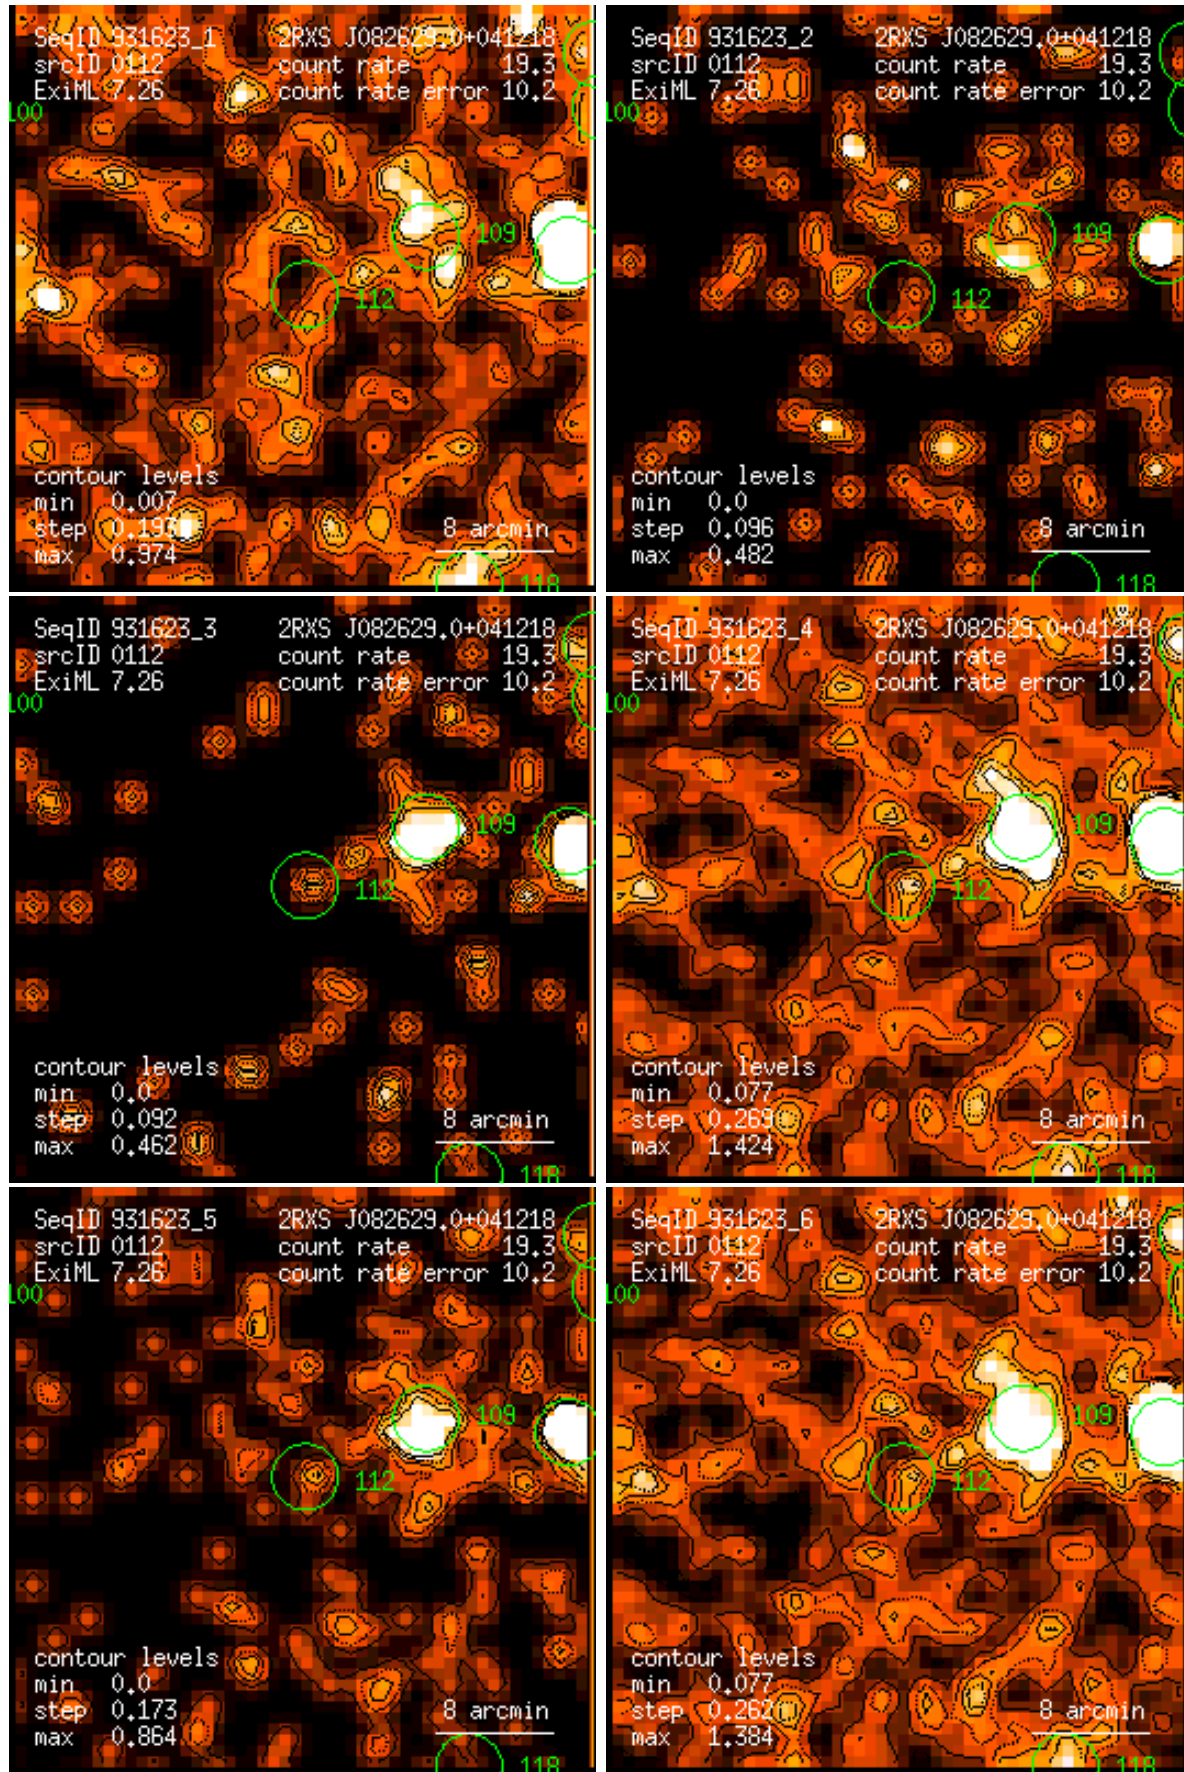 SeqID 931623_1 2RXS J082629.0+041218
srcID 0112 count rate 19.3
ExiML 7.26 count rate error 10.2
100
109
112
contour levels
min 0.007
step 0.193
max 0.974
8 arcmin
118
SeqID 931623_2 2RXS J082629.0+041218
srcID 0112 count rate 19.3
ExiML 7.26 count rate error 10.2
100
109
112
contour levels
min 0.0
step 0.096
max 0.482
8 arcmin
118
SeqID 931623_3 2RXS J082629.0+041218
srcID 0112 count rate 19.3
ExiML 7.26 count rate error 10.2
100
109
112
contour levels
min 0.0
step 0.092
max 0.462
8 arcmin
118
SeqID 931623_4 2RXS J082629.0+041218
srcID 0112 count rate 19.3
ExiML 7.26 count rate error 10.2
100
109
112
contour levels
min 0.077
step 0.269
max 1.424
8 arcmin
118
SeqID 931623_5 2RXS J082629.0+041218
srcID 0112 count rate 19.3
ExiML 7.26 count rate error 10.2
100
109
112
contour levels
min 0.0
step 0.173
max 0.864
8 arcmin
118
SeqID 931623_6 2RXS J082629.0+041218
srcID 0112 count rate 19.3
ExiML 7.26 count rate error 10.2
100
109
112
contour levels
min 0.077
step 0.262
max 1.384
8 arcmin
118